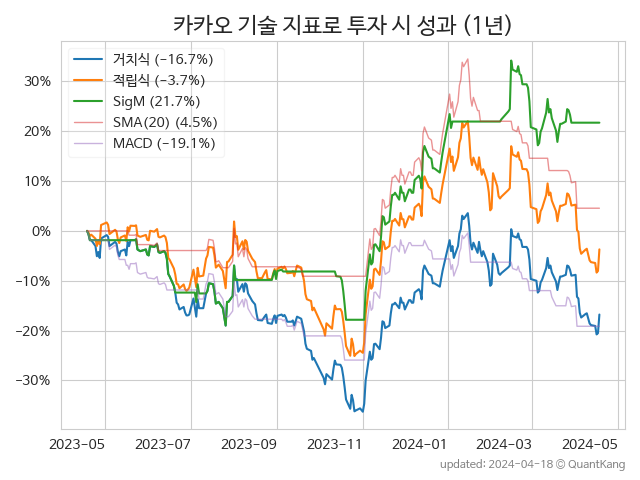 카카오 기술 지표로 투자 시 성과 (1년)
거치식 (−16.7%)
적립식 (−3.7%)
SigM (21.7%)
SMA(20) (4.5%)
MACD (−19.1%)
30%
20%
10%
0%
−10%
−20%
−30%
2023-05 2023-07 2023-09 2023-11 2024-01 2024-03 2024-05
updated: 2024-04-18 © QuantKang